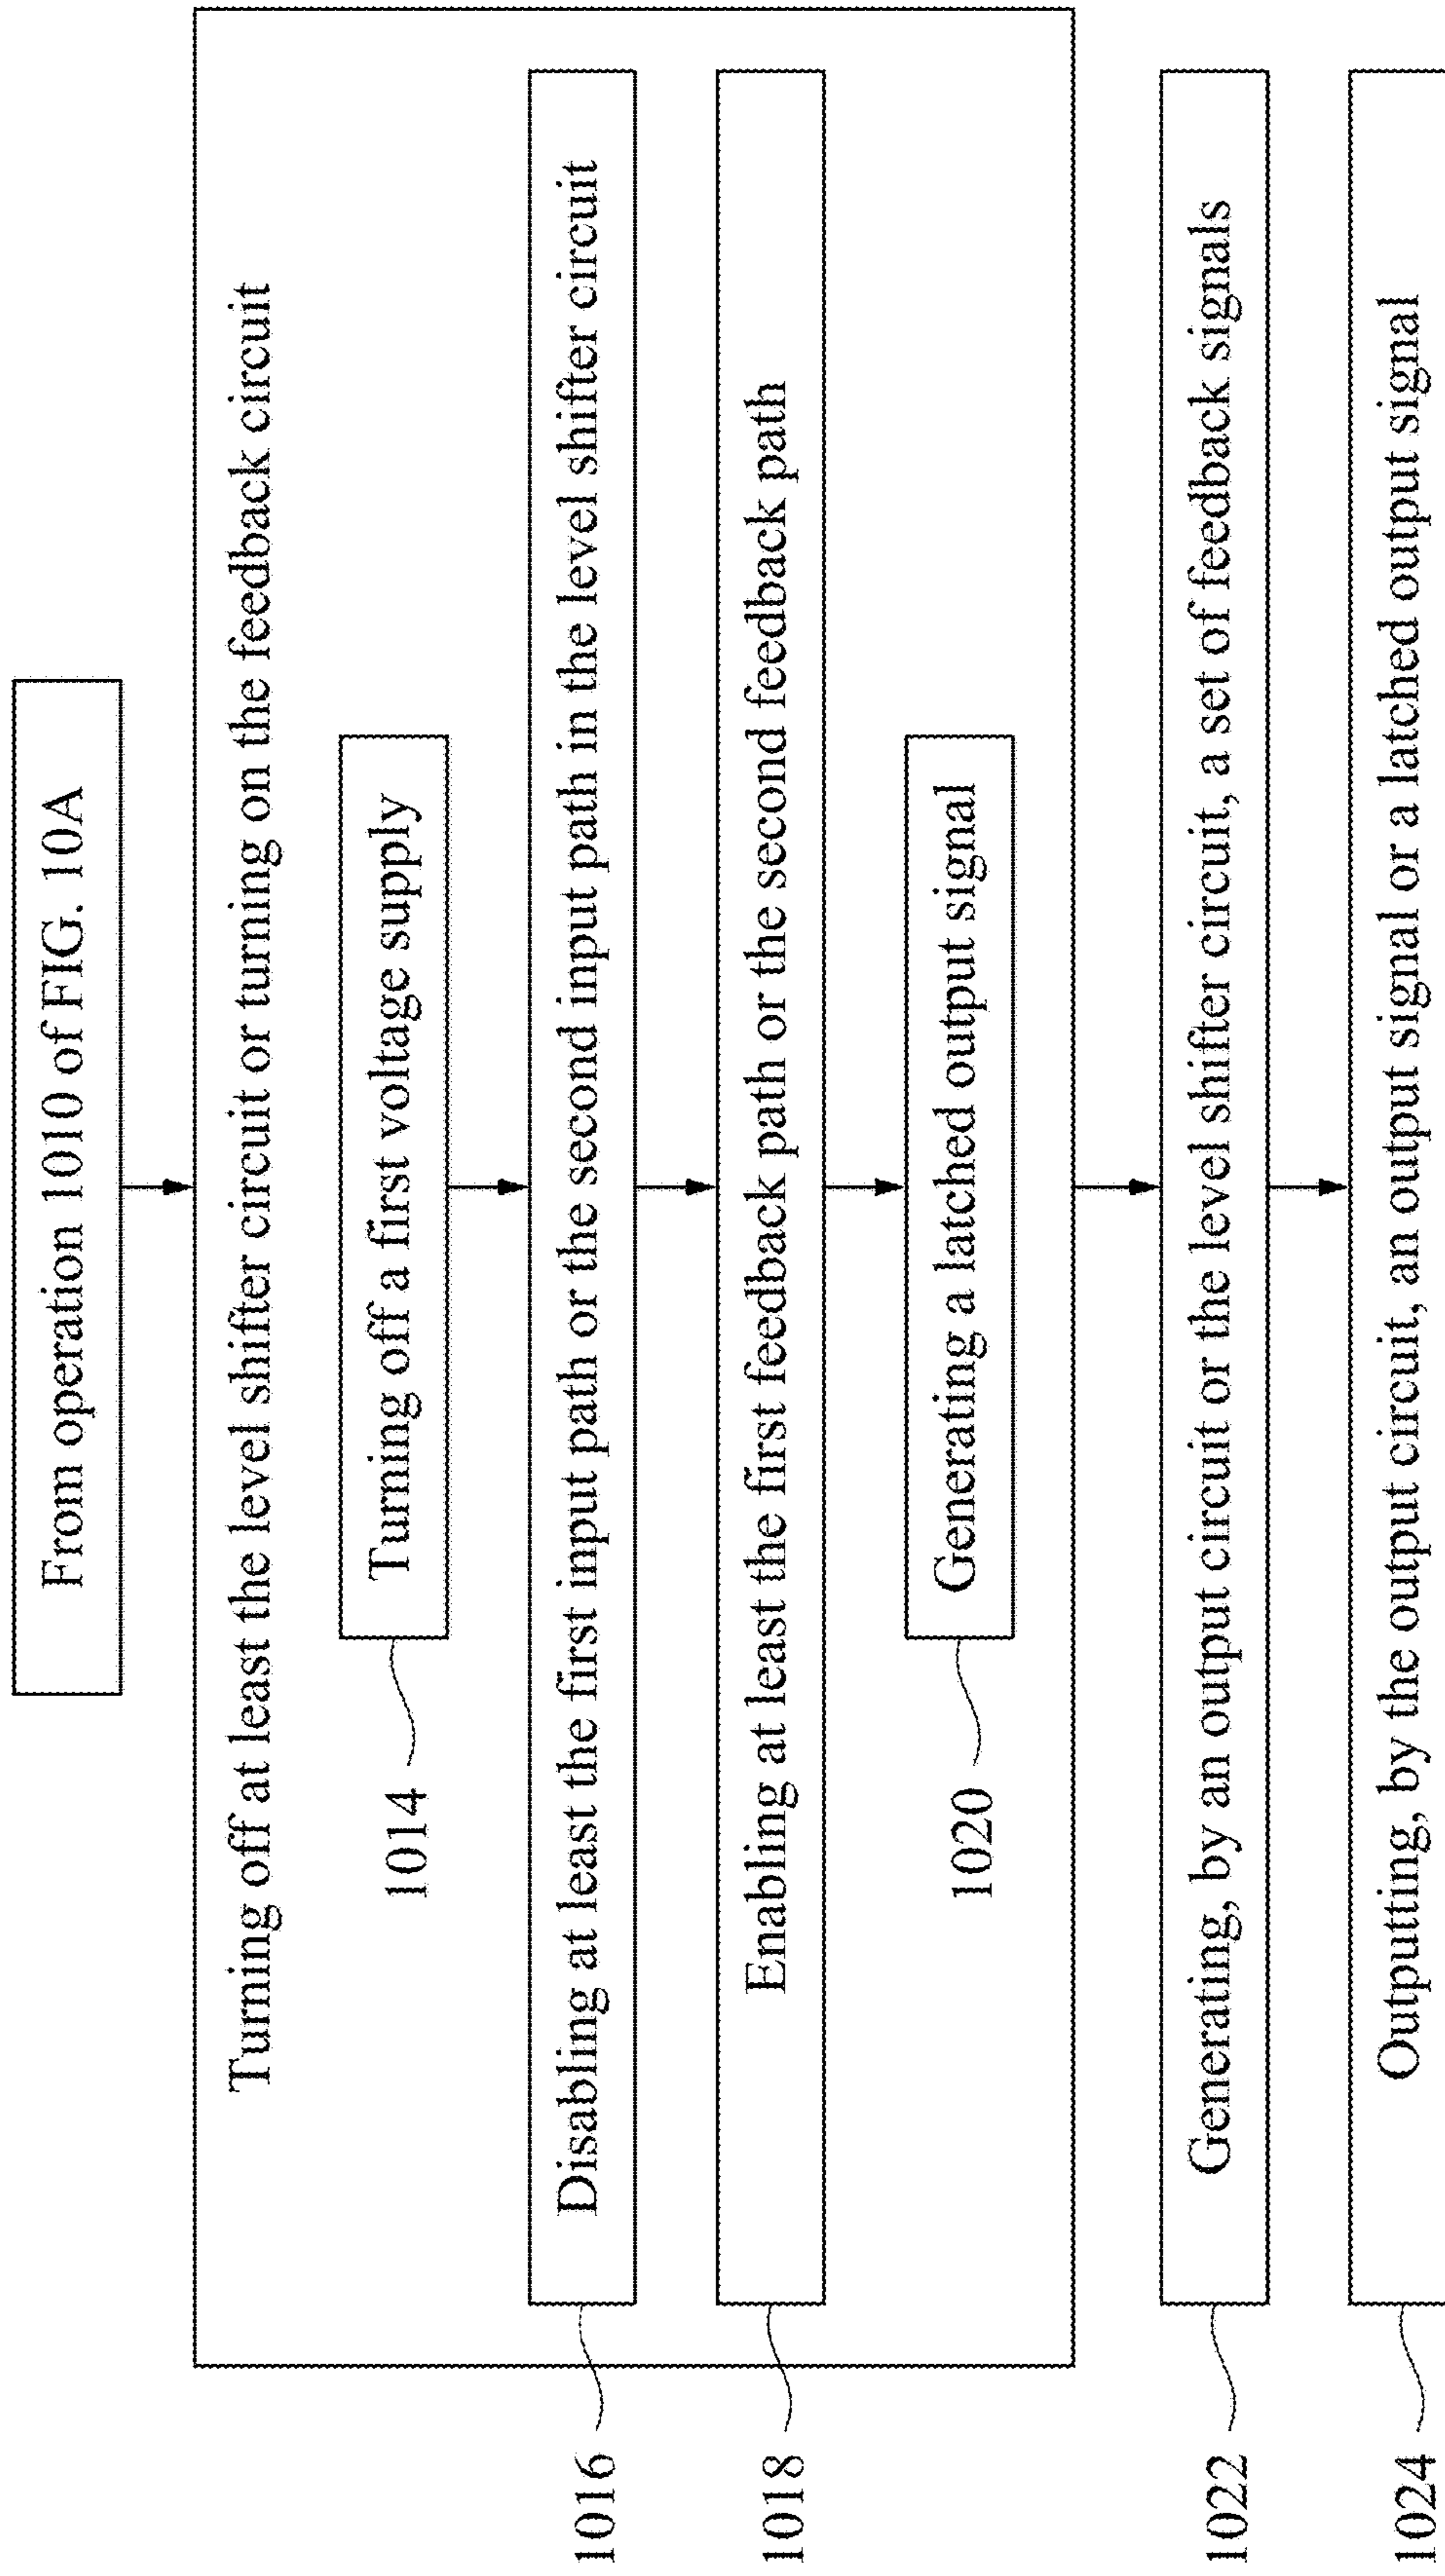 From operation 1010 of FIG. 10A
Turning off at least the level shifter circuit or turning on the feedback circuit
1014
Turning off a first voltage supply
1016
Disabling at least the first input path or the second input path in the level shifter circuit
1018
Enabling at least the first feedback path or the second feedback path
1020
Generating a latched output signal
1022
Generating, by an output circuit or the level shifter circuit, a set of feedback signals
1024
Outputting, by the output circuit, an output signal or a latched output signal